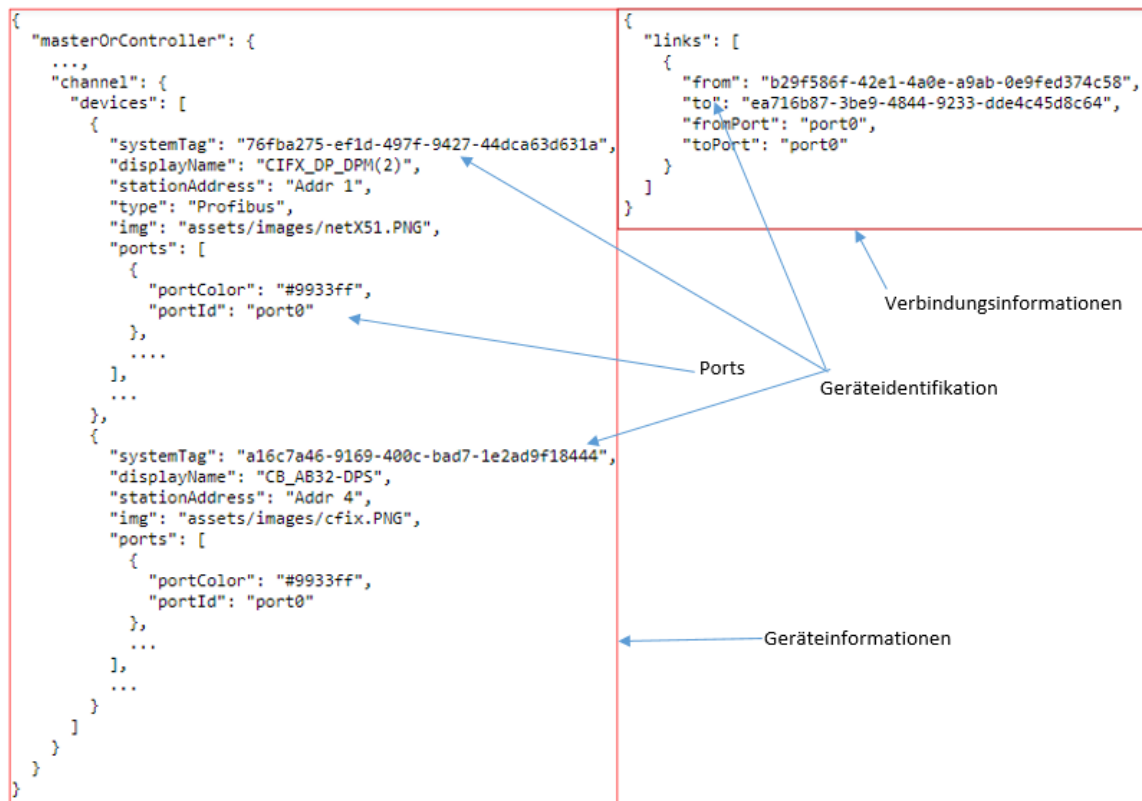 {
"masterOrController": {
...,
"channel": {
"devices": [
{
"systemTag": "76fba275-ef1d-497f-9427-44dca63d631a",
"displayName": "CIFX_DP_DPM(2)",
"stationAddress": "Addr 1",
"type": "Profibus",
"img": "assets/images/netX51.PNG",
"ports": [
{
"portColor": "#9933ff",
"portId": "port0"
},
....
],
...
},
{
"systemTag": "a16c7a46-9169-400c-bad7-1e2ad9f18444",
"displayName": "CB_AB32-DPS",
"stationAddress": "Addr 4",
"img": "assets/images/cfix.PNG",
"ports": [
{
"portColor": "#9933ff",
"portId": "port0"
},
...
],
...
}
]
}
}
}
{
"links": [
{
"from": "b29f586f-42e1-4a0e-a9ab-0e9fed374c58",
"to": "ea716b87-3be9-4844-9233-dde4c45d8c64",
"fromPort": "port0",
"toPort": "port0"
}
]
}
Verbindungsinformationen
Ports
Geräteidentifikation
Geräteinformationen